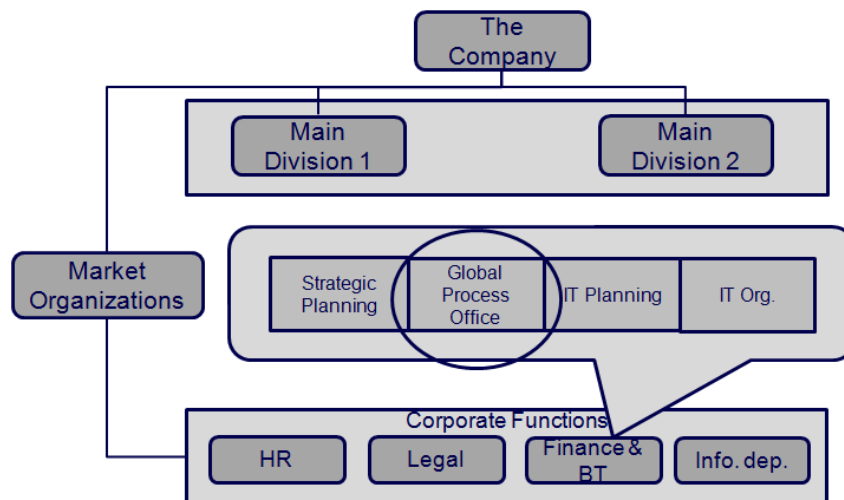 The
Company
Main
Division 1
Main
Division 2
Market
Organizations
Strategic
Planning
Global
Process
Office
IT Planning
IT Org.
Corporate Functions
HR
Legal
Finance &
BT
Info. dep.